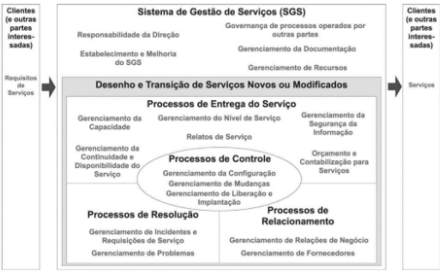 Clientes
(e outras
partes
interes-
sadas)
Requisitos
de
Serviços
Sistema de Gestão de Serviços (SGS)
Responsabilidade da Direção
Governança de processos operados por
outras partes
Estabelecimento e Melhoria
do SGS
Gerenciamento da Documentação
Gerenciamento de Recursos
Desenho e Transição de Serviços Novos ou Modificados
Processos de Entrega do Serviço
Gerenciamento da
Capacidade
Gerenciamento do Nível de Serviço
Relatos de Serviço
Gerenciamento da
Segurança da
Informação
Gerenciamento da
Continuidade e
Disponibilidade do
Serviço
Orçamento e
Contabilização para
Serviços
Processos de Controle
Gerenciamento da Configuração
Gerenciamento de Mudanças
Gerenciamento de Liberação e
Implantação
Processos de Resolução
Gerenciamento de Incidentes e
Requisições de Serviço
Gerenciamento de Problemas
Processos de
Relacionamento
Gerenciamento de Relações de Negócio
Gerenciamento de Fornecedores
Clientes
(e outras
partes
interes-
sadas)
Serviços